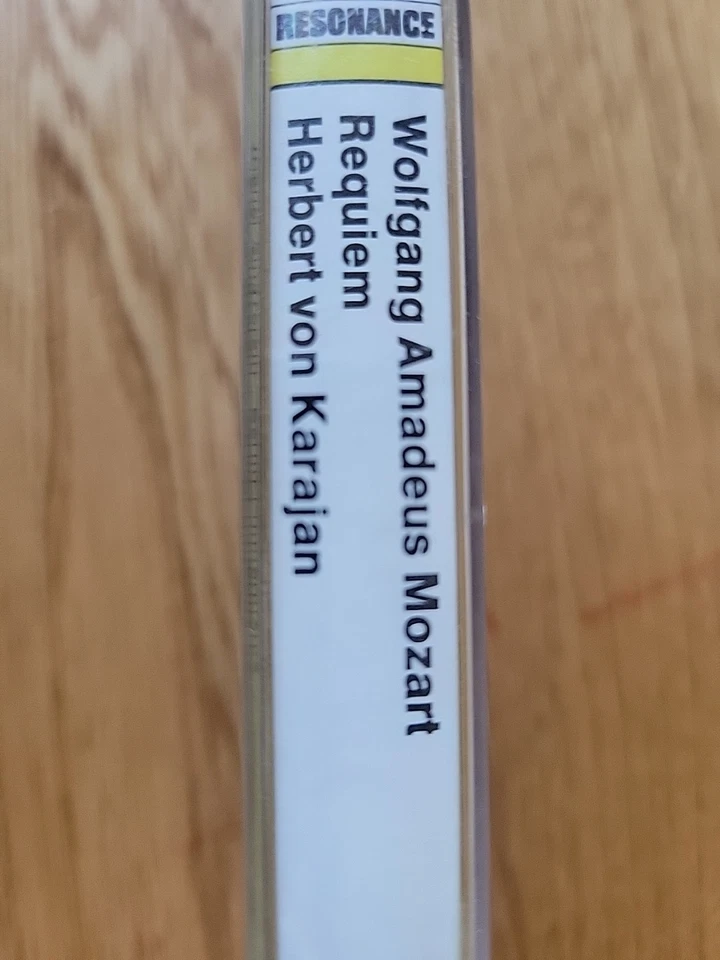 RESONANCE
Wolfgang Amadeus Mozart
Requiem
Herbert von Karajan